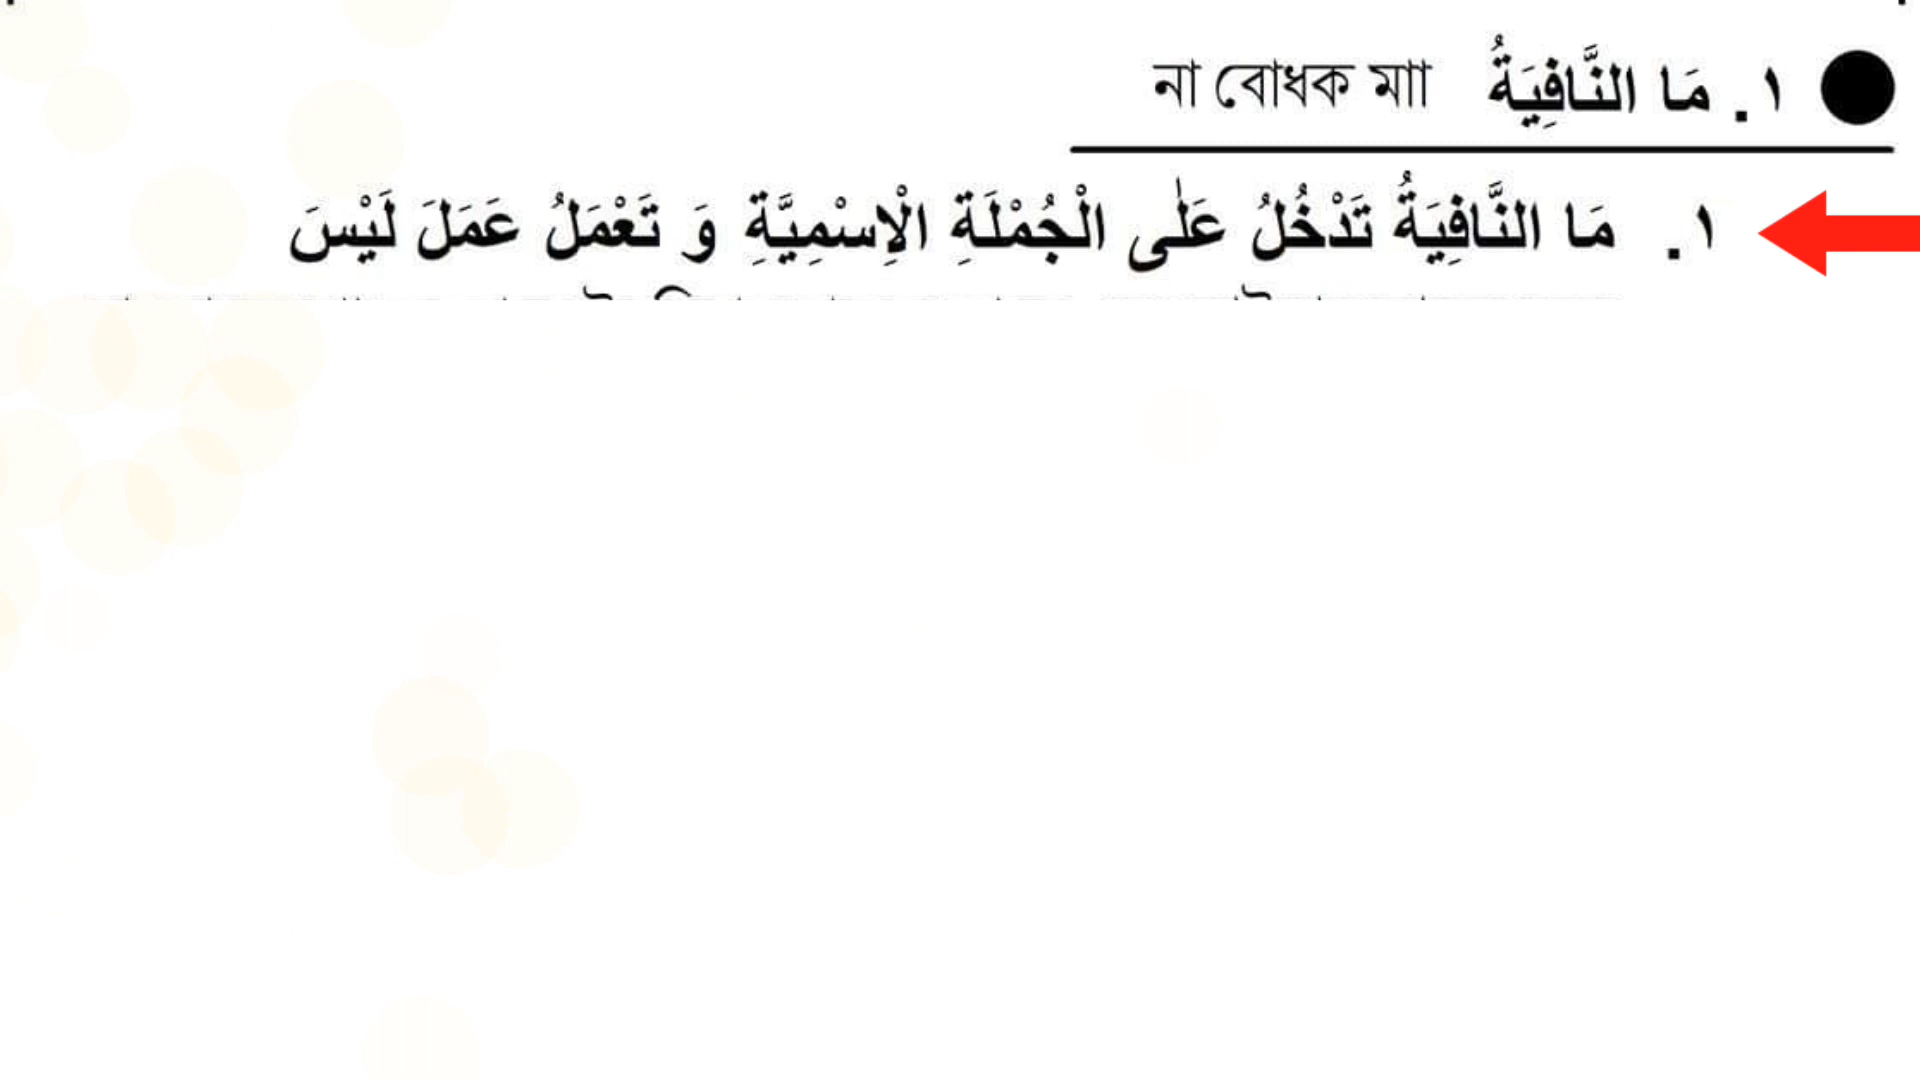 ١. مَا النَّافِيَةُ না বোধক মাা
١. مَا النَّافِيَةُ تَدْخُلُ عَلٰى الْجُمْلَةِ الْاِسْمِيَّةِ وَ تَعْمَلُ عَمَلَ لَيْسَ